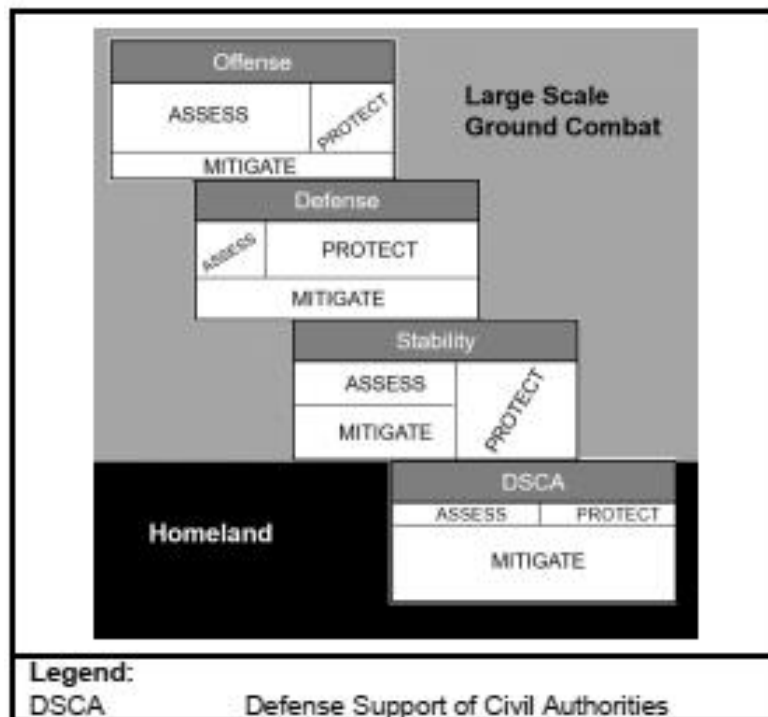 Offense
ASSESS
PROTECT
MITIGATE
Large Scale
Ground Combat
Defense
ASSESS
PROTECT
MITIGATE
Stability
ASSESS
PROTECT
MITIGATE
DSCA
ASSESS PROTECT
MITIGATE
Homeland
Legend:
DSCA Defense Support of Civil Authorities